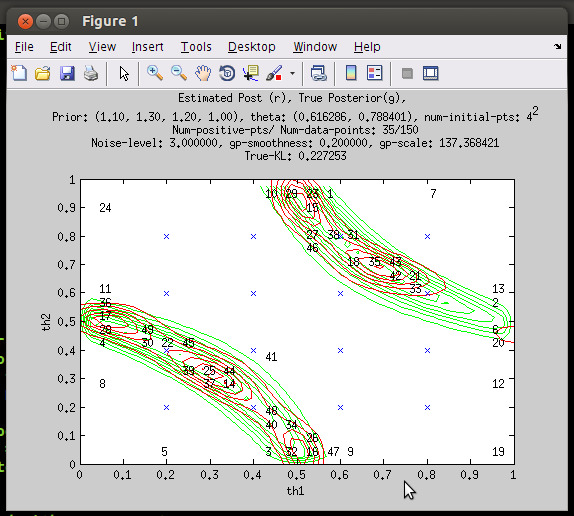 Figure 1
File Edit View Insert Tools Desktop Window Help
Estimated Post (r), True Posterior(g),
Prior: (1.10, 1.30, 1.20, 1.00), theta: (0.616286, 0.788401), num-initial-pts: 4^2
Num-positive-pts/ Num-data-points: 35/150
Noise-level: 3.000000, gp-smoothness: 0.200000, gp-scale: 137.368421
True-KL: 0.227253
1
10 29 23 1 7
0.9 24 15
0.8 27 38 31
46
0.7 18 35 43
42 21
0.6 11 33 13
36 2
0.5 17
28 49 6
th2
0.4 4 30 22 45 20
41
0.3 39 25 44
8 37 14 12
0.2 48
40 34
0.1 26
0 5 3 32 16 47 9 19
0 0.1 0.2 0.3 0.4 0.5 0.6 0.7 0.8 0.9 1
th1